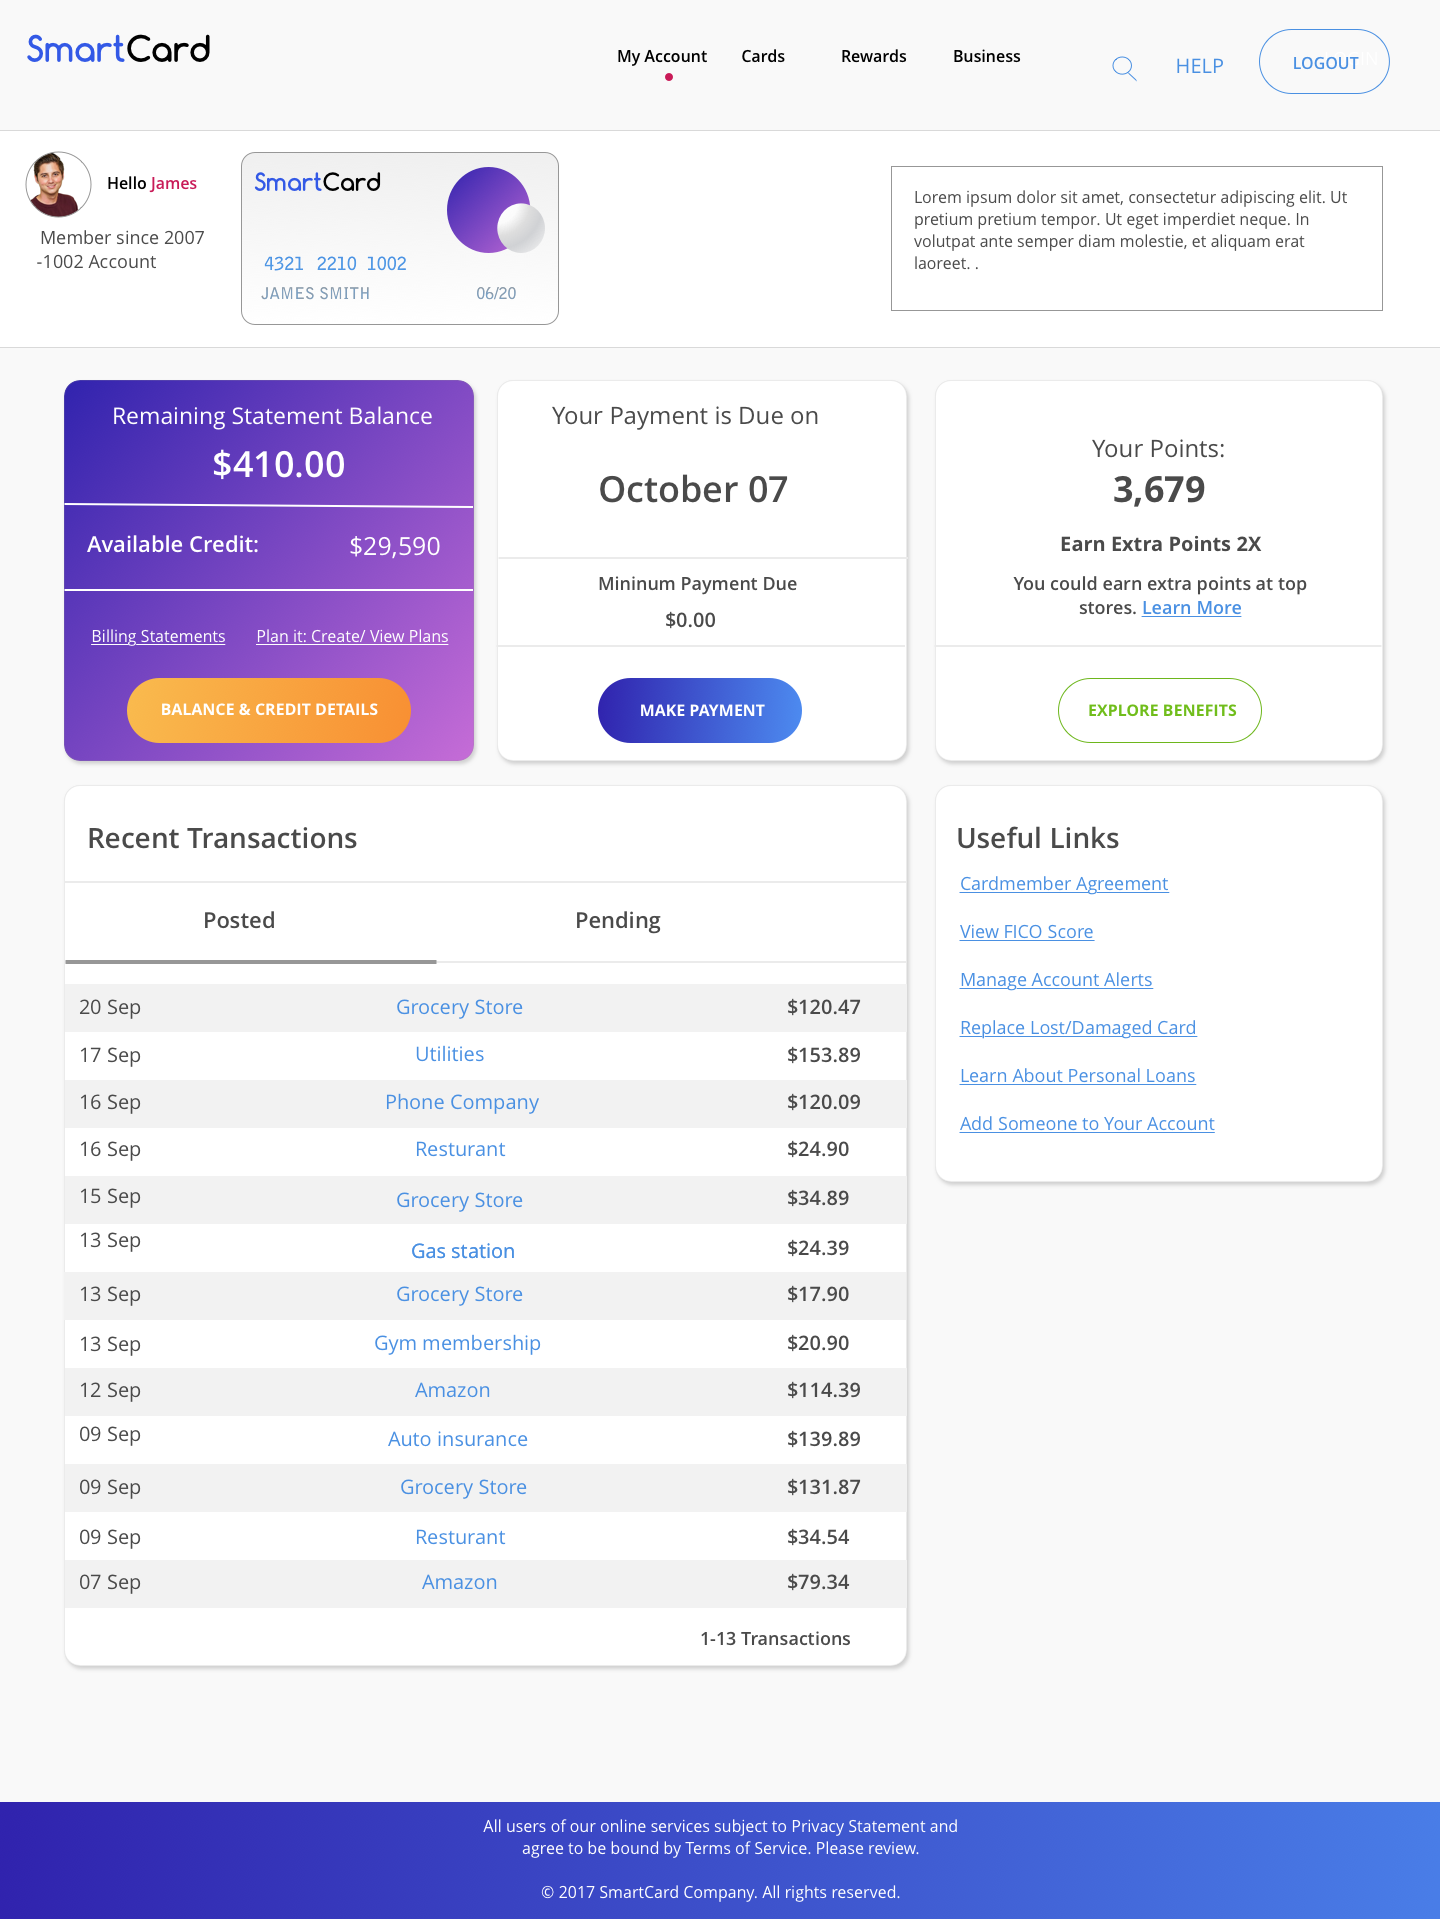 SmartCard
My Account Cards Rewards Business
HELP
LOGOUT
Hello James
Member since 2007
-1002 Account
SmartCard
4321 2210 1002
JAMES SMITH 06/20
Lorem ipsum dolor sit amet, consectetur adipiscing elit. Ut
pretium pretium tempor. Ut eget imperdiet neque. In
volutpat ante semper diam molestie, et aliquam erat
laoreet. .
Remaining Statement Balance
$410.00
Available Credit: $29,590
Billing Statements Plan it: Create/ View Plans
BALANCE & CREDIT DETAILS
Your Payment is Due on
October 07
Mininum Payment Due
$0.00
MAKE PAYMENT
Your Points:
3,679
Earn Extra Points 2X
You could earn extra points at top
stores. Learn More
EXPLORE BENEFITS
Recent Transactions
Posted Pending
20 Sep Grocery Store $120.47
17 Sep Utilities $153.89
16 Sep Phone Company $120.09
16 Sep Resturant $24.90
15 Sep Grocery Store $34.89
13 Sep Gas station $24.39
13 Sep Grocery Store $17.90
13 Sep Gym membership $20.90
12 Sep Amazon $114.39
09 Sep Auto insurance $139.89
09 Sep Grocery Store $131.87
09 Sep Resturant $34.54
07 Sep Amazon $79.34
1-13 Transactions
Useful Links
Cardmember Agreement
View FICO Score
Manage Account Alerts
Replace Lost/Damaged Card
Learn About Personal Loans
Add Someone to Your Account
All users of our online services subject to Privacy Statement and
agree to be bound by Terms of Service. Please review.
© 2017 SmartCard Company. All rights reserved.